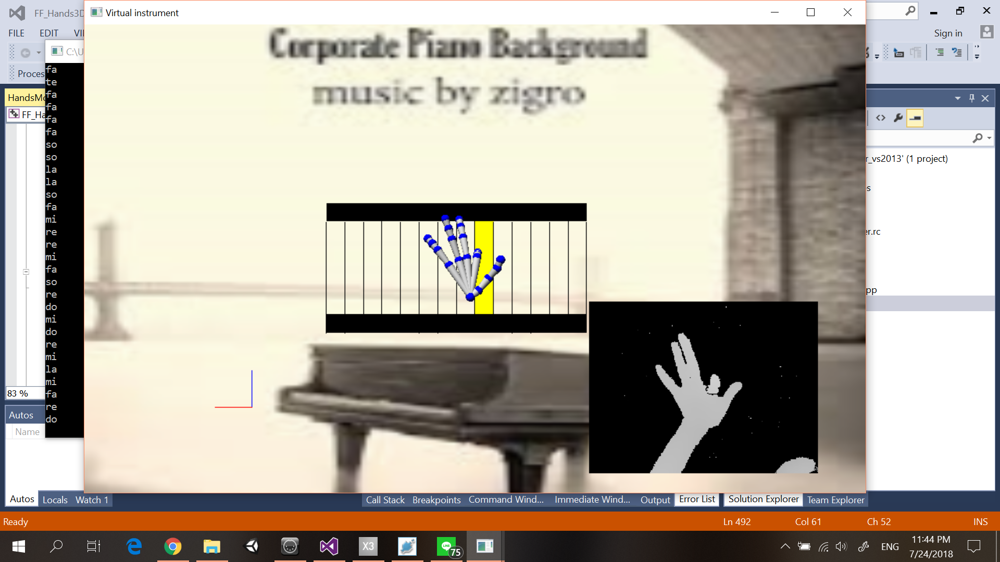 FF_Hands3D
Virtual instrument
FILE EDIT VI
Sign in
C:\U
Proces
HandsMo
FF_Ha
Corporate Piano Background
music by zigro
fa
te
fa
fa
fa
fa
so
so
la
la
so
fa
mi
re
re
mi
fa
so
re
do
mi
do
re
mi
la
mi
fa
re
do
r_vs2013' (1 project)
s
er.rc
pp
83 %
Autos
Name
Autos Locals Watch 1
Call Stack Breakpoints Command Wind... Immediate Wind... Output Error List Solution Explorer Team Explorer
Ready Ln 492 Col 61 Ch 52 INS
X3
LINE
75
ENG
11:44 PM
7/24/2018